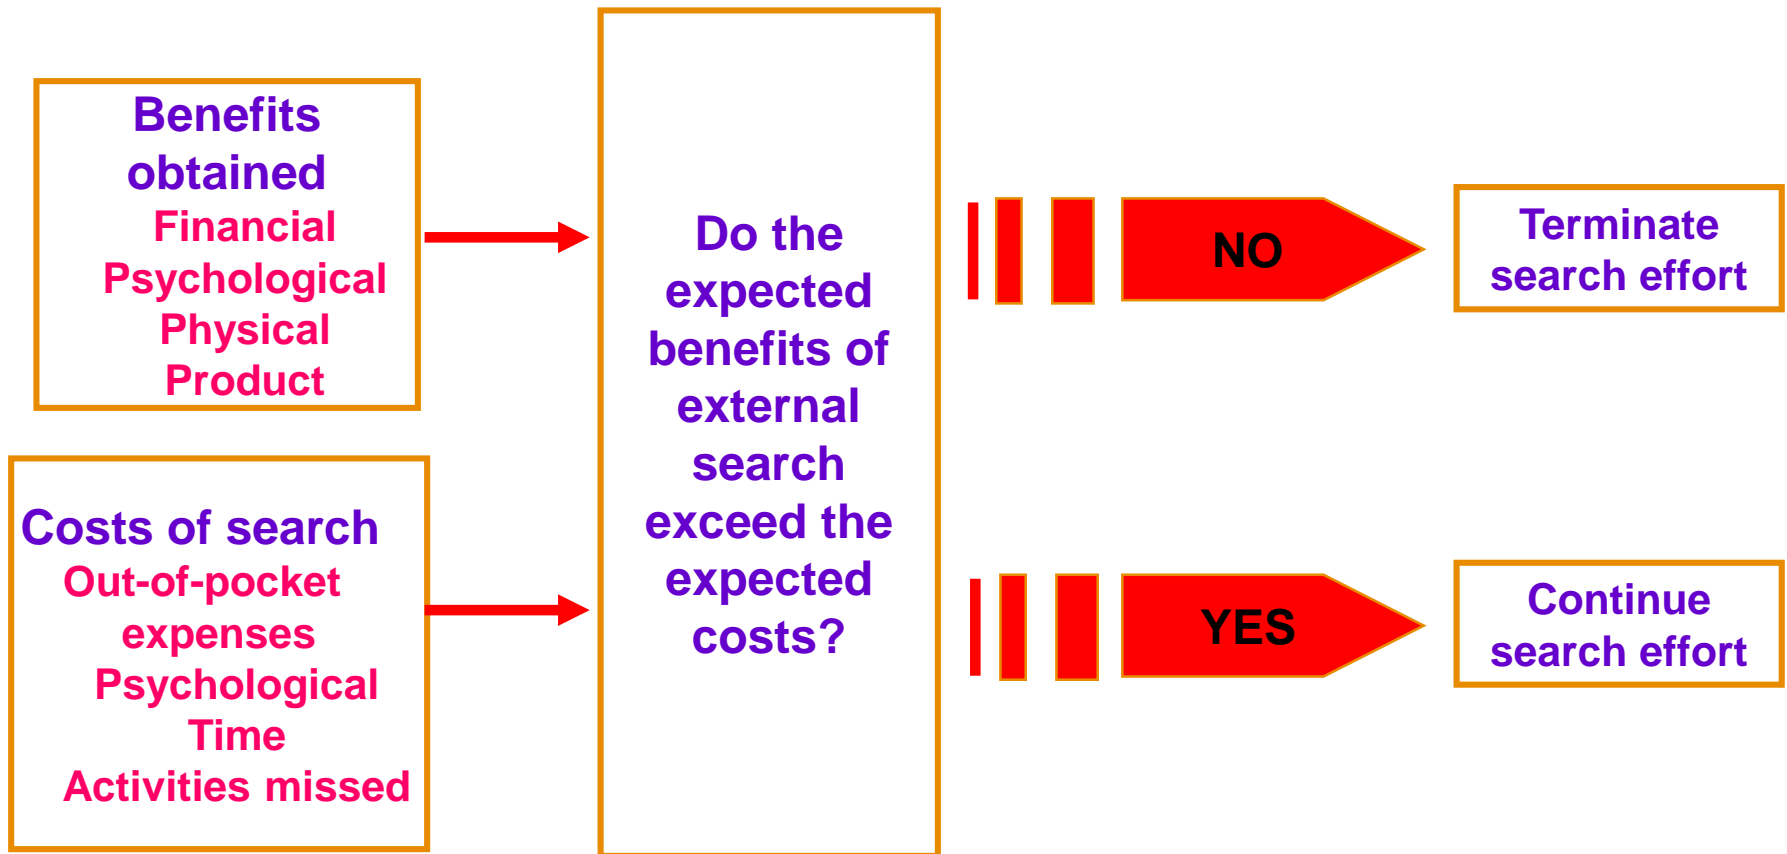 Benefits
obtained
Financial
Psychological
Physical
Product
Costs of search
Out-of-pocket
expenses
Psychological
Time
Activities missed
Do the
expected
benefits of
external
search
exceed the
expected
costs?
NO
Terminate
search effort
YES
Continue
search effort